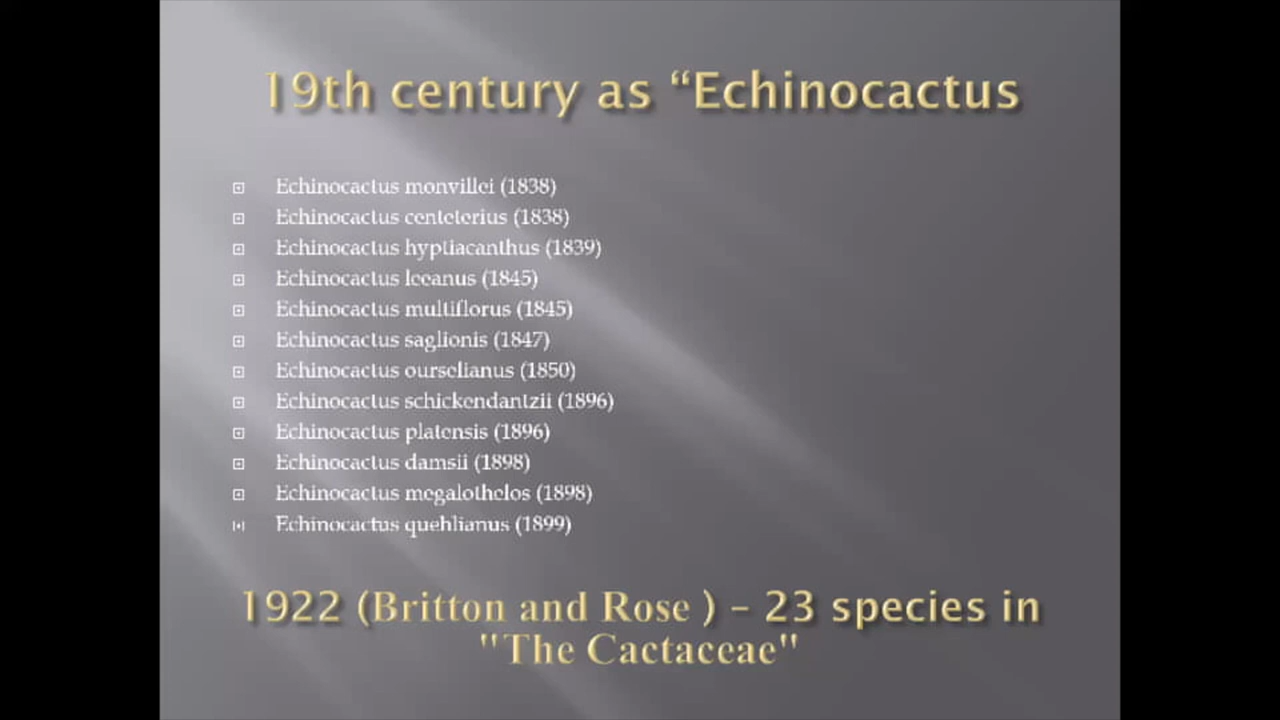 19th century as “Echinocactus
Echinocactus monvillei (1838)
Echinocactus centeterius (1838)
Echinocactus hyptiacanthus (1839)
Echinocactus leeanus (1845)
Echinocactus multiflorus (1845)
Echinocactus saglionis (1847)
Echinocactus ourselianus (1850)
Echinocactus schickendantzii (1896)
Echinocactus platensis (1896)
Echinocactus damsii (1898)
Echinocactus megalothelos (1898)
Echinocactus quehlianus (1899)
1922 (Britton and Rose ) – 23 species in
"The Cactaceae"